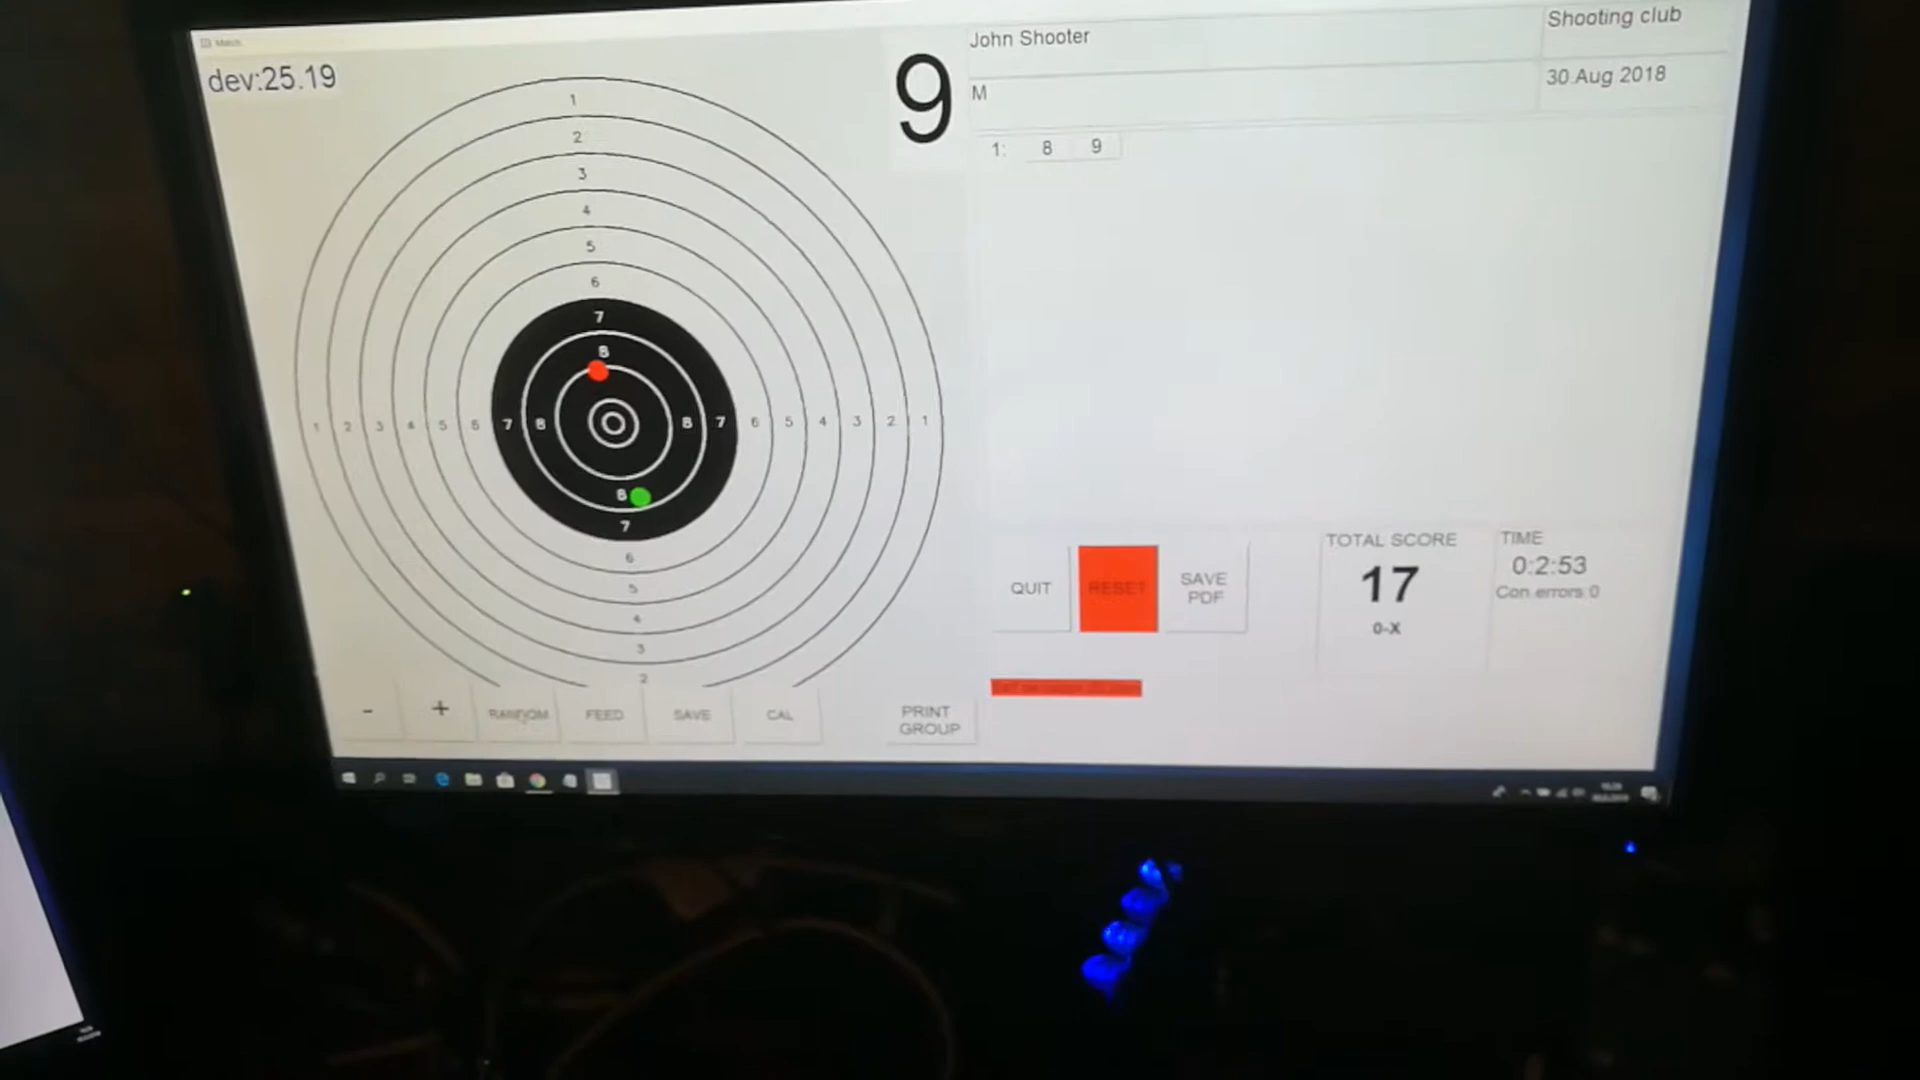 Match
dev:25.19
9
John Shooter
Shooting club
M
30.Aug 2018
1: 8 9
1
2
3
4
5
6
7
8
1 2 3 4 5 6 7 8 8 7 6 5 4 3 2 1
8
7
6
5
4
3
2
QUIT
RESET
SAVE
PDF
TOTAL SCORE
17
0-X
TIME
0:2:53
Con.errors:0
-
+
RANDOM
FEED
SAVE
CAL
PRINT
GROUP